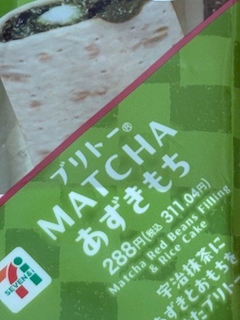 ブリトー®
MATCHA
あずきもち
288円(税込 311.04円)
Matcha Red Beans Filling
& Rice Cake
宇治抹茶に
あずきとおもちを
たブリトー
7
SEVEN&i